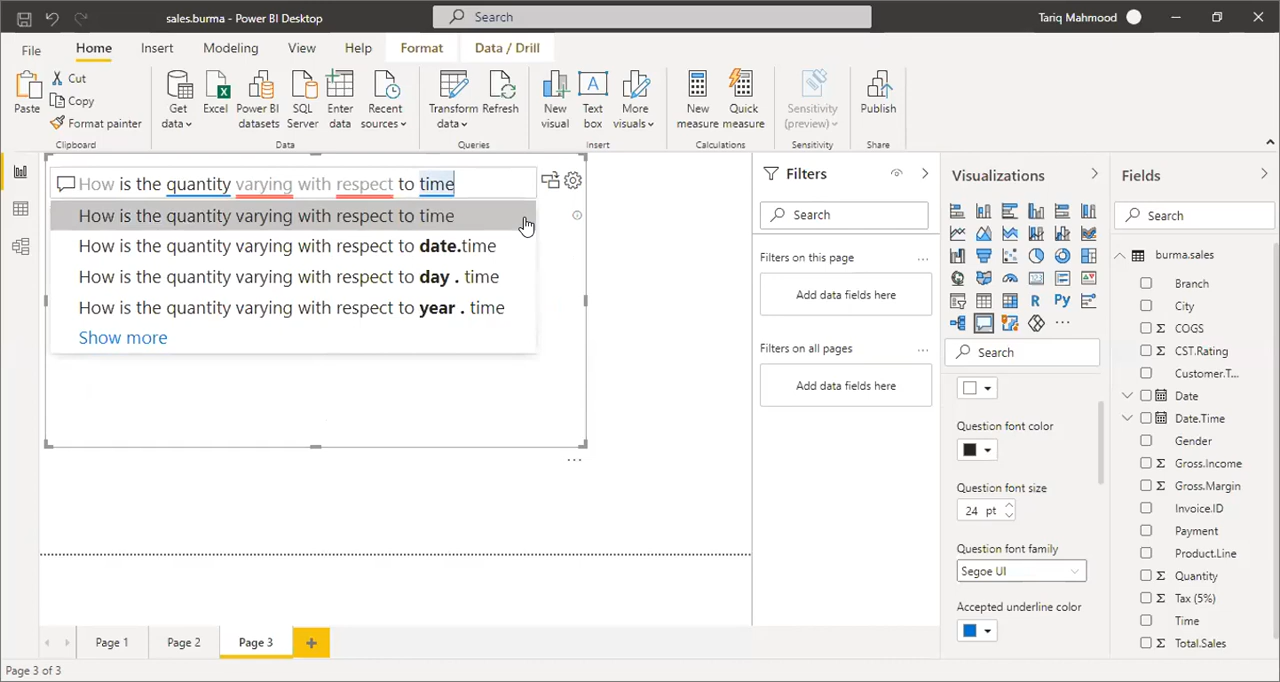 sales.burma - Power BI Desktop
Search
Tariq Mahmood
File
Home
Insert
Modeling
View
Help
Format
Data / Drill
Paste
Cut
Copy
Format painter
Clipboard
Get
data
Excel
Power BI
datasets
SQL
Server
Enter
data
Recent
sources
Data
Transform
data
Refresh
Queries
New
visual
Text
box
More
visuals
Insert
New
measure
Quick
measure
Calculations
Sensitivity
(preview)
Sensitivity
Publish
Share
How is the quantity varying with respect to time
How is the quantity varying with respect to time
How is the quantity varying with respect to date.time
How is the quantity varying with respect to day . time
How is the quantity varying with respect to year . time
Show more
Filters
Search
Filters on this page
Add data fields here
Filters on all pages
Add data fields here
Visualizations
R
Py
Search
Question font color
Question font size
24 pt
Question font family
Segoe UI
Accepted underline color
Fields
Search
burma.sales
Branch
City
COGS
CST.Rating
Customer.T...
Date
Date.Time
Gender
Gross.Income
Gross.Margin
Invoice.ID
Payment
Product.Line
Quantity
Tax (5%)
Time
Total.Sales
Page 1
Page 2
Page 3
Page 3 of 3